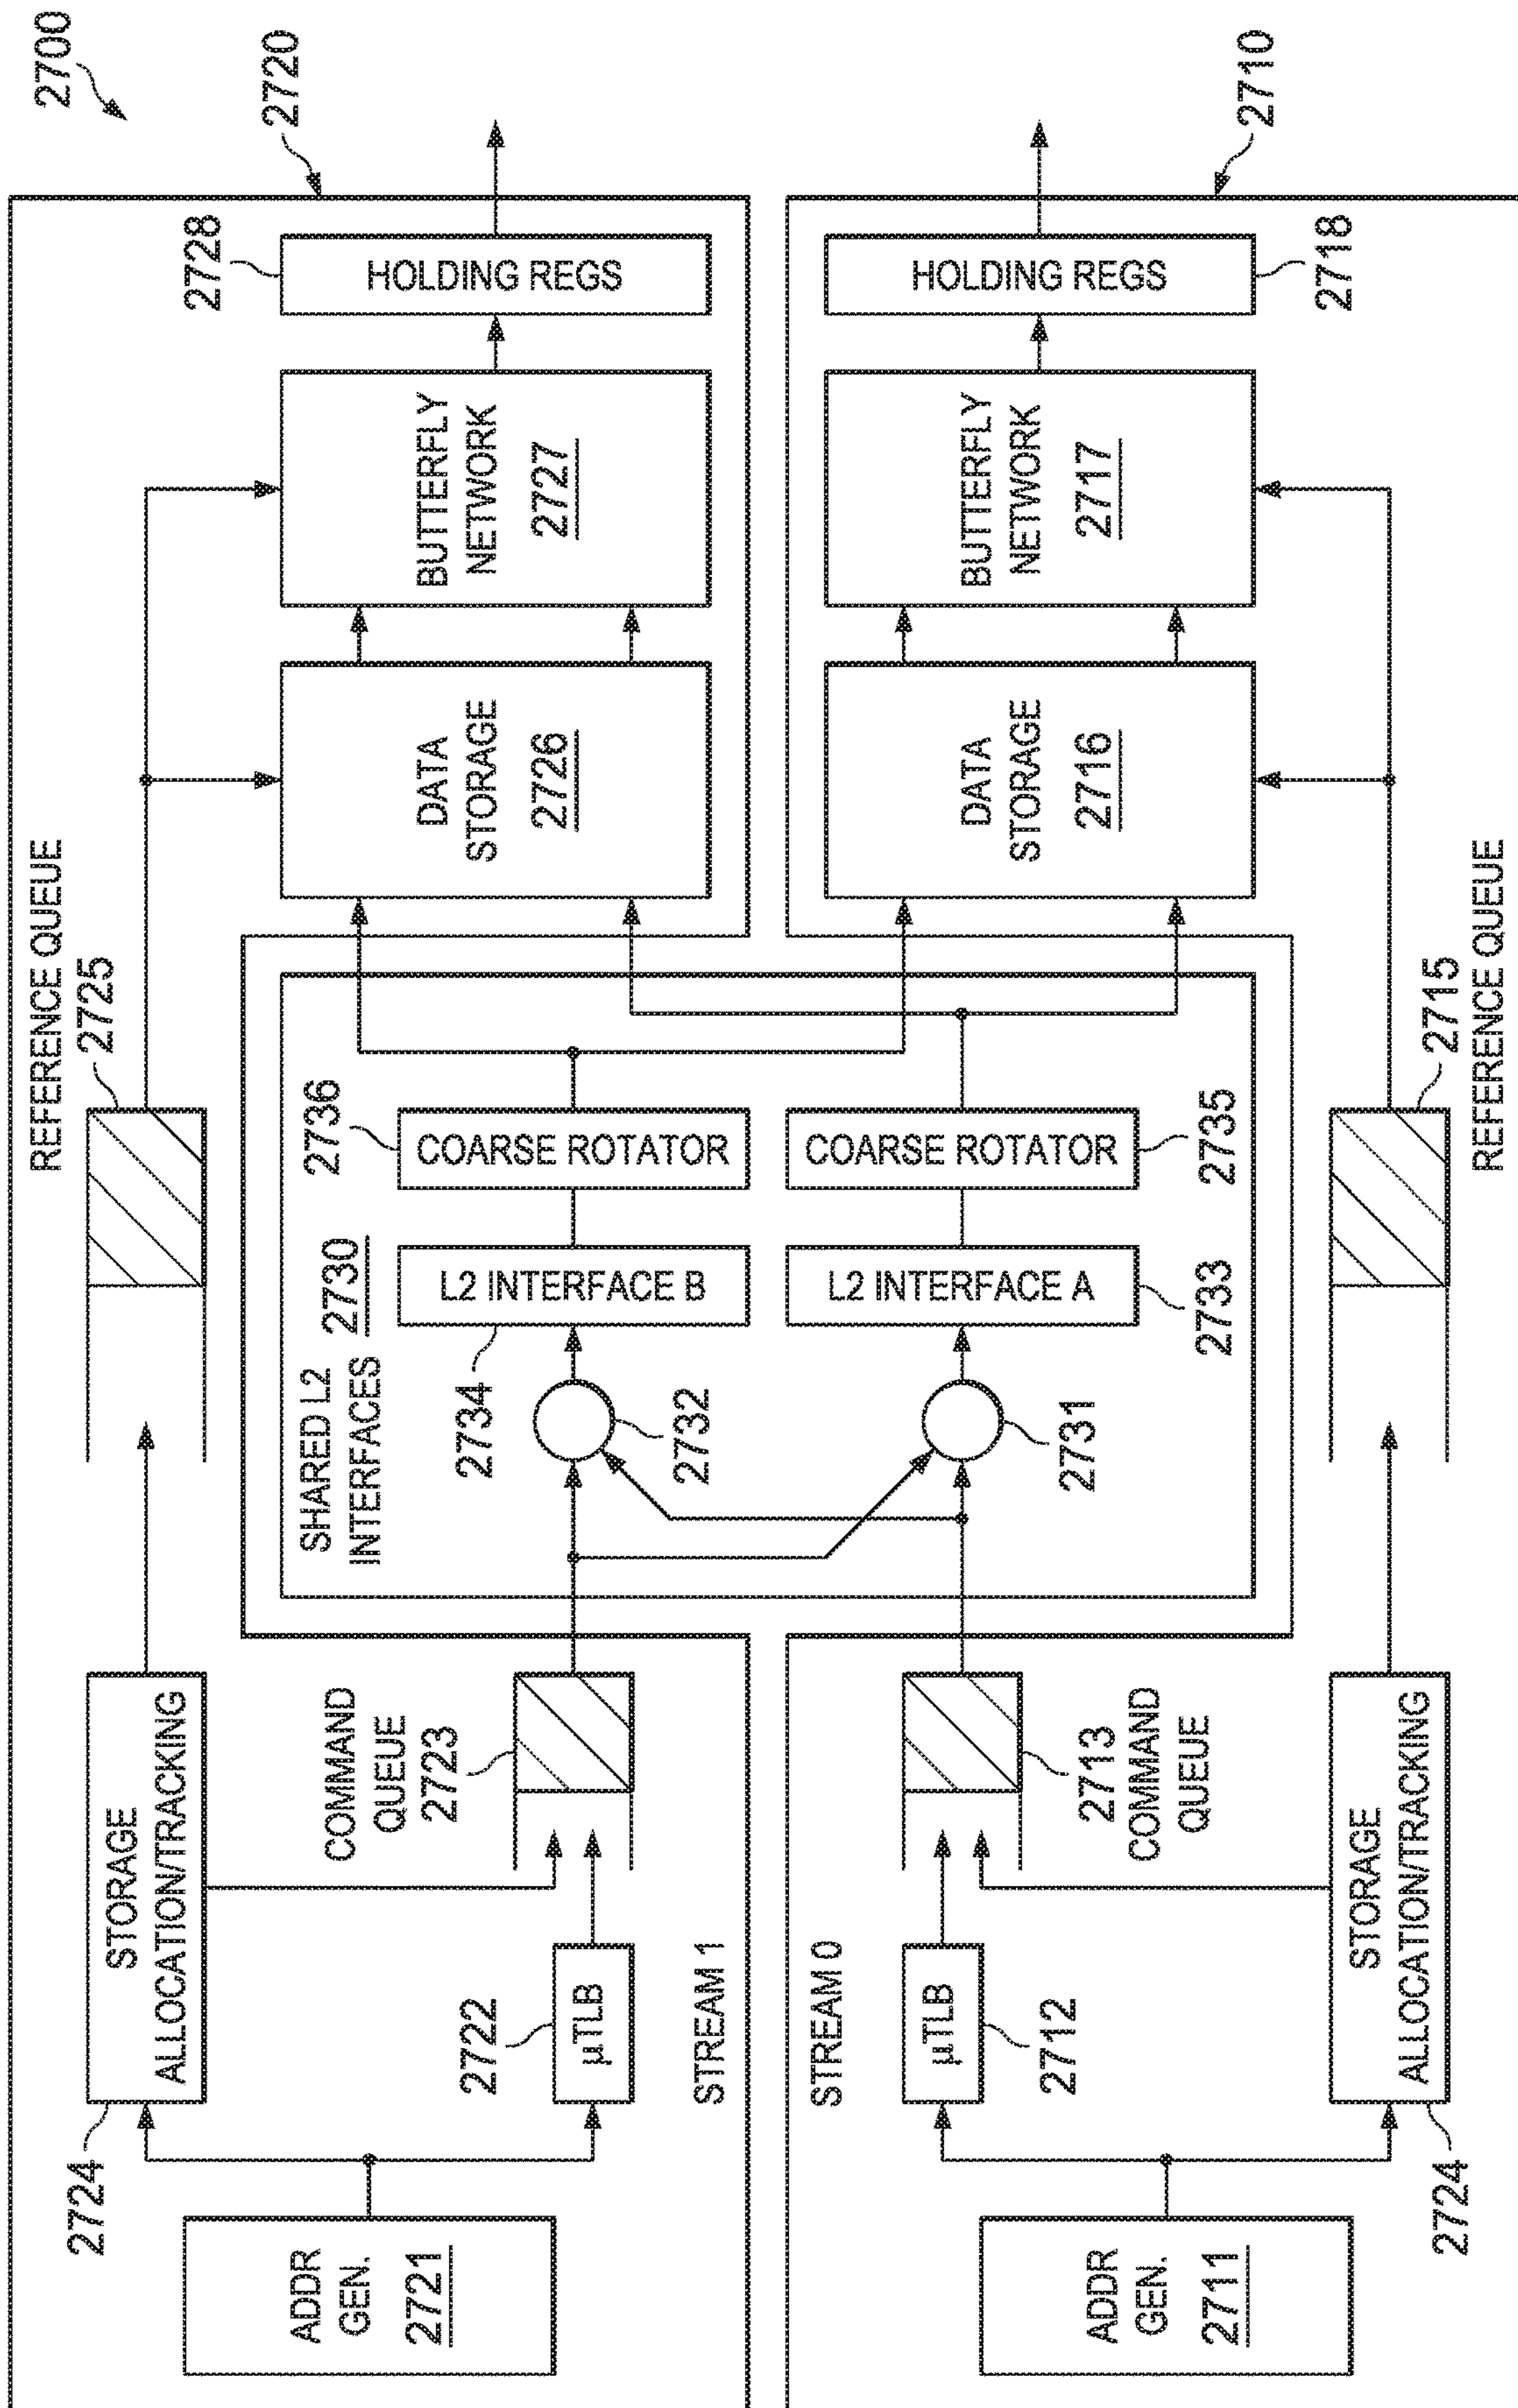 2700
2720
REFERENCE QUEUE
2725
2728
HOLDING REGS
BUTTERFLY
NETWORK
2727
DATA
STORAGE
2726
2724
STORAGE
ALLOCATION/TRACKING
ADDR
GEN.
2721
2722
µTLB
COMMAND
QUEUE
2723
STREAM 1
SHARED L2
INTERFACES
2730
2734
2732
L2 INTERFACE B
2736
COARSE ROTATOR
2731
L2 INTERFACE A
2733
COARSE ROTATOR
2735
STREAM 0
ADDR
GEN.
2711
µTLB
2712
2713
COMMAND
QUEUE
STORAGE
ALLOCATION/TRACKING
2724
2715
REFERENCE QUEUE
DATA
STORAGE
2716
BUTTERFLY
NETWORK
2717
HOLDING REGS
2718
2710